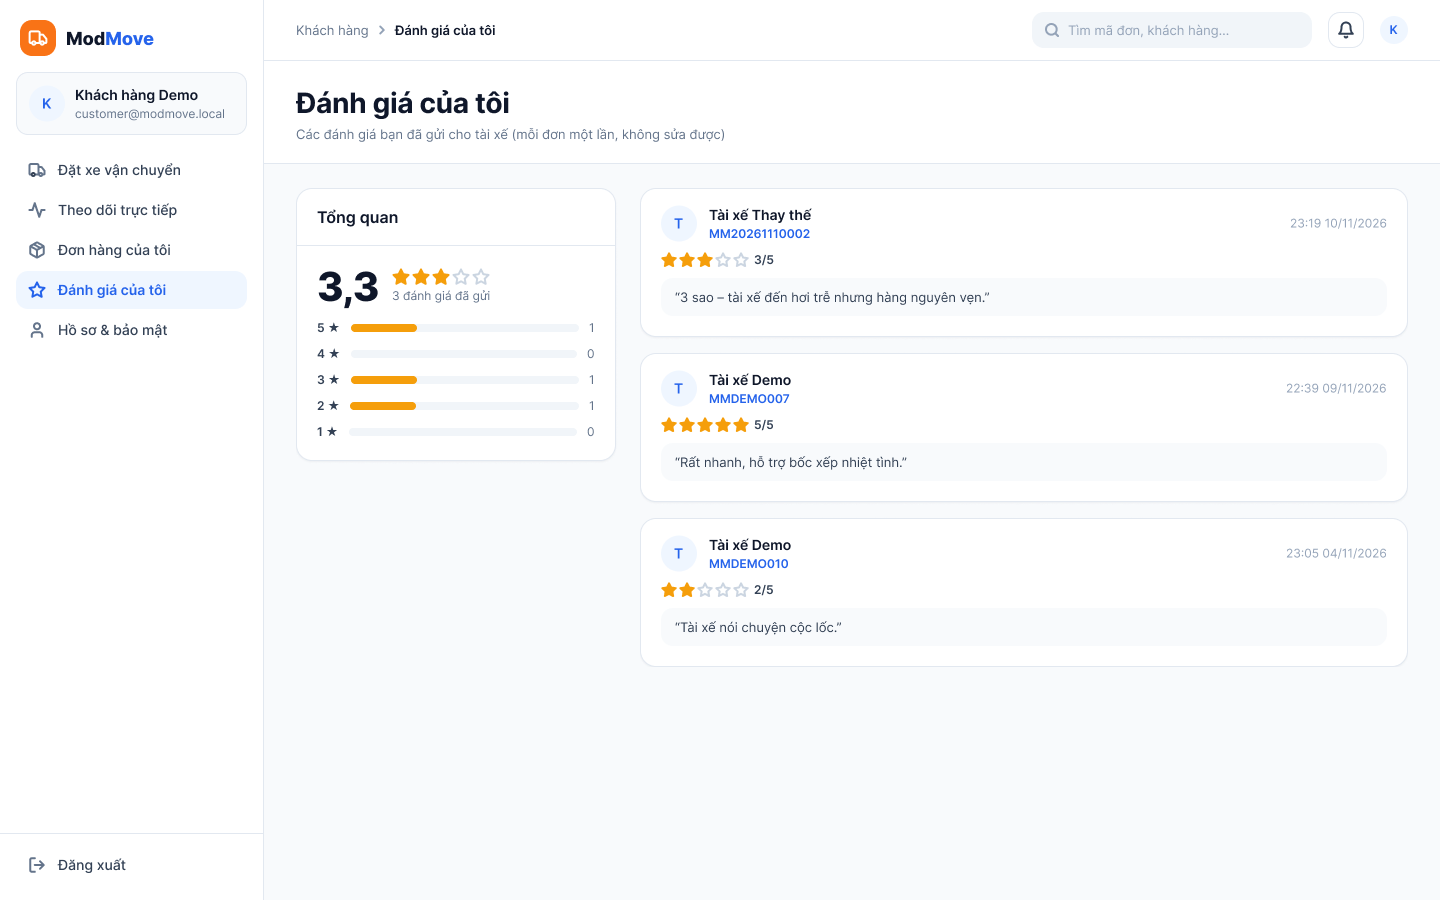 ModMove
K
Khách hàng Demo
customer@modmove.local
Đặt xe vận chuyển
Theo dõi trực tiếp
Đơn hàng của tôi
Đánh giá của tôi
Hồ sơ & bảo mật
Đăng xuất
Khách hàng
Đánh giá của tôi
Tìm mã đơn, khách hàng...
K
Đánh giá của tôi
Các đánh giá bạn đã gửi cho tài xế (mỗi đơn một lần, không sửa được)
Tổng quan
3,3
3 đánh giá đã gửi
5 ★ 1
4 ★ 0
3 ★ 1
2 ★ 1
1 ★ 0
T
Tài xế Thay thế
MM20261110002
23:19 10/11/2026
3/5
“3 sao – tài xế đến hơi trễ nhưng hàng nguyên vẹn.”
T
Tài xế Demo
MMDEMO007
22:39 09/11/2026
5/5
“Rất nhanh, hỗ trợ bốc xếp nhiệt tình.”
T
Tài xế Demo
MMDEMO010
23:05 04/11/2026
2/5
“Tài xế nói chuyện cộc lốc.”